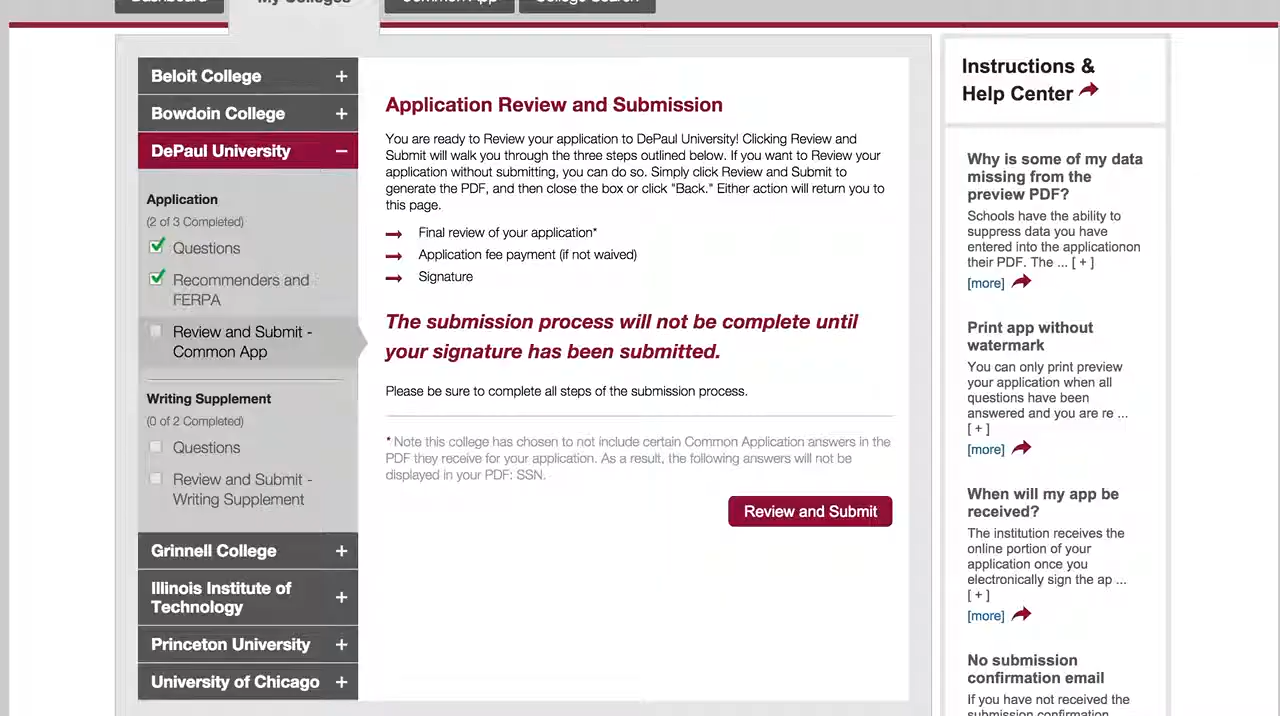 Dashboard
My Colleges
Common App
College Search
Beloit College +
Bowdoin College +
DePaul University −
Application
(2 of 3 Completed)
Questions
Recommenders and
FERPA
Review and Submit -
Common App
Writing Supplement
(0 of 2 Completed)
Questions
Review and Submit -
Writing Supplement
Grinnell College +
Illinois Institute of
Technology +
Princeton University +
University of Chicago +
Application Review and Submission
You are ready to Review your application to DePaul University! Clicking Review and
Submit will walk you through the three steps outlined below. If you want to Review your
application without submitting, you can do so. Simply click Review and Submit to
generate the PDF, and then close the box or click "Back." Either action will return you to
this page.
Final review of your application*
Application fee payment (if not waived)
Signature
The submission process will not be complete until
your signature has been submitted.
Please be sure to complete all steps of the submission process.
* Note this college has chosen to not include certain Common Application answers in the
PDF they receive for your application. As a result, the following answers will not be
displayed in your PDF: SSN.
Review and Submit
Instructions &
Help Center
Why is some of my data
missing from the
preview PDF?
Schools have the ability to
suppress data you have
entered into the applicationon
their PDF. The ... [ + ]
[more]
Print app without
watermark
You can only print preview
your application when all
questions have been
answered and you are re ...
[ + ]
[more]
When will my app be
received?
The institution receives the
online portion of your
application once you
electronically sign the ap ...
[ + ]
[more]
No submission
confirmation email
If you have not received the
submission confirmation